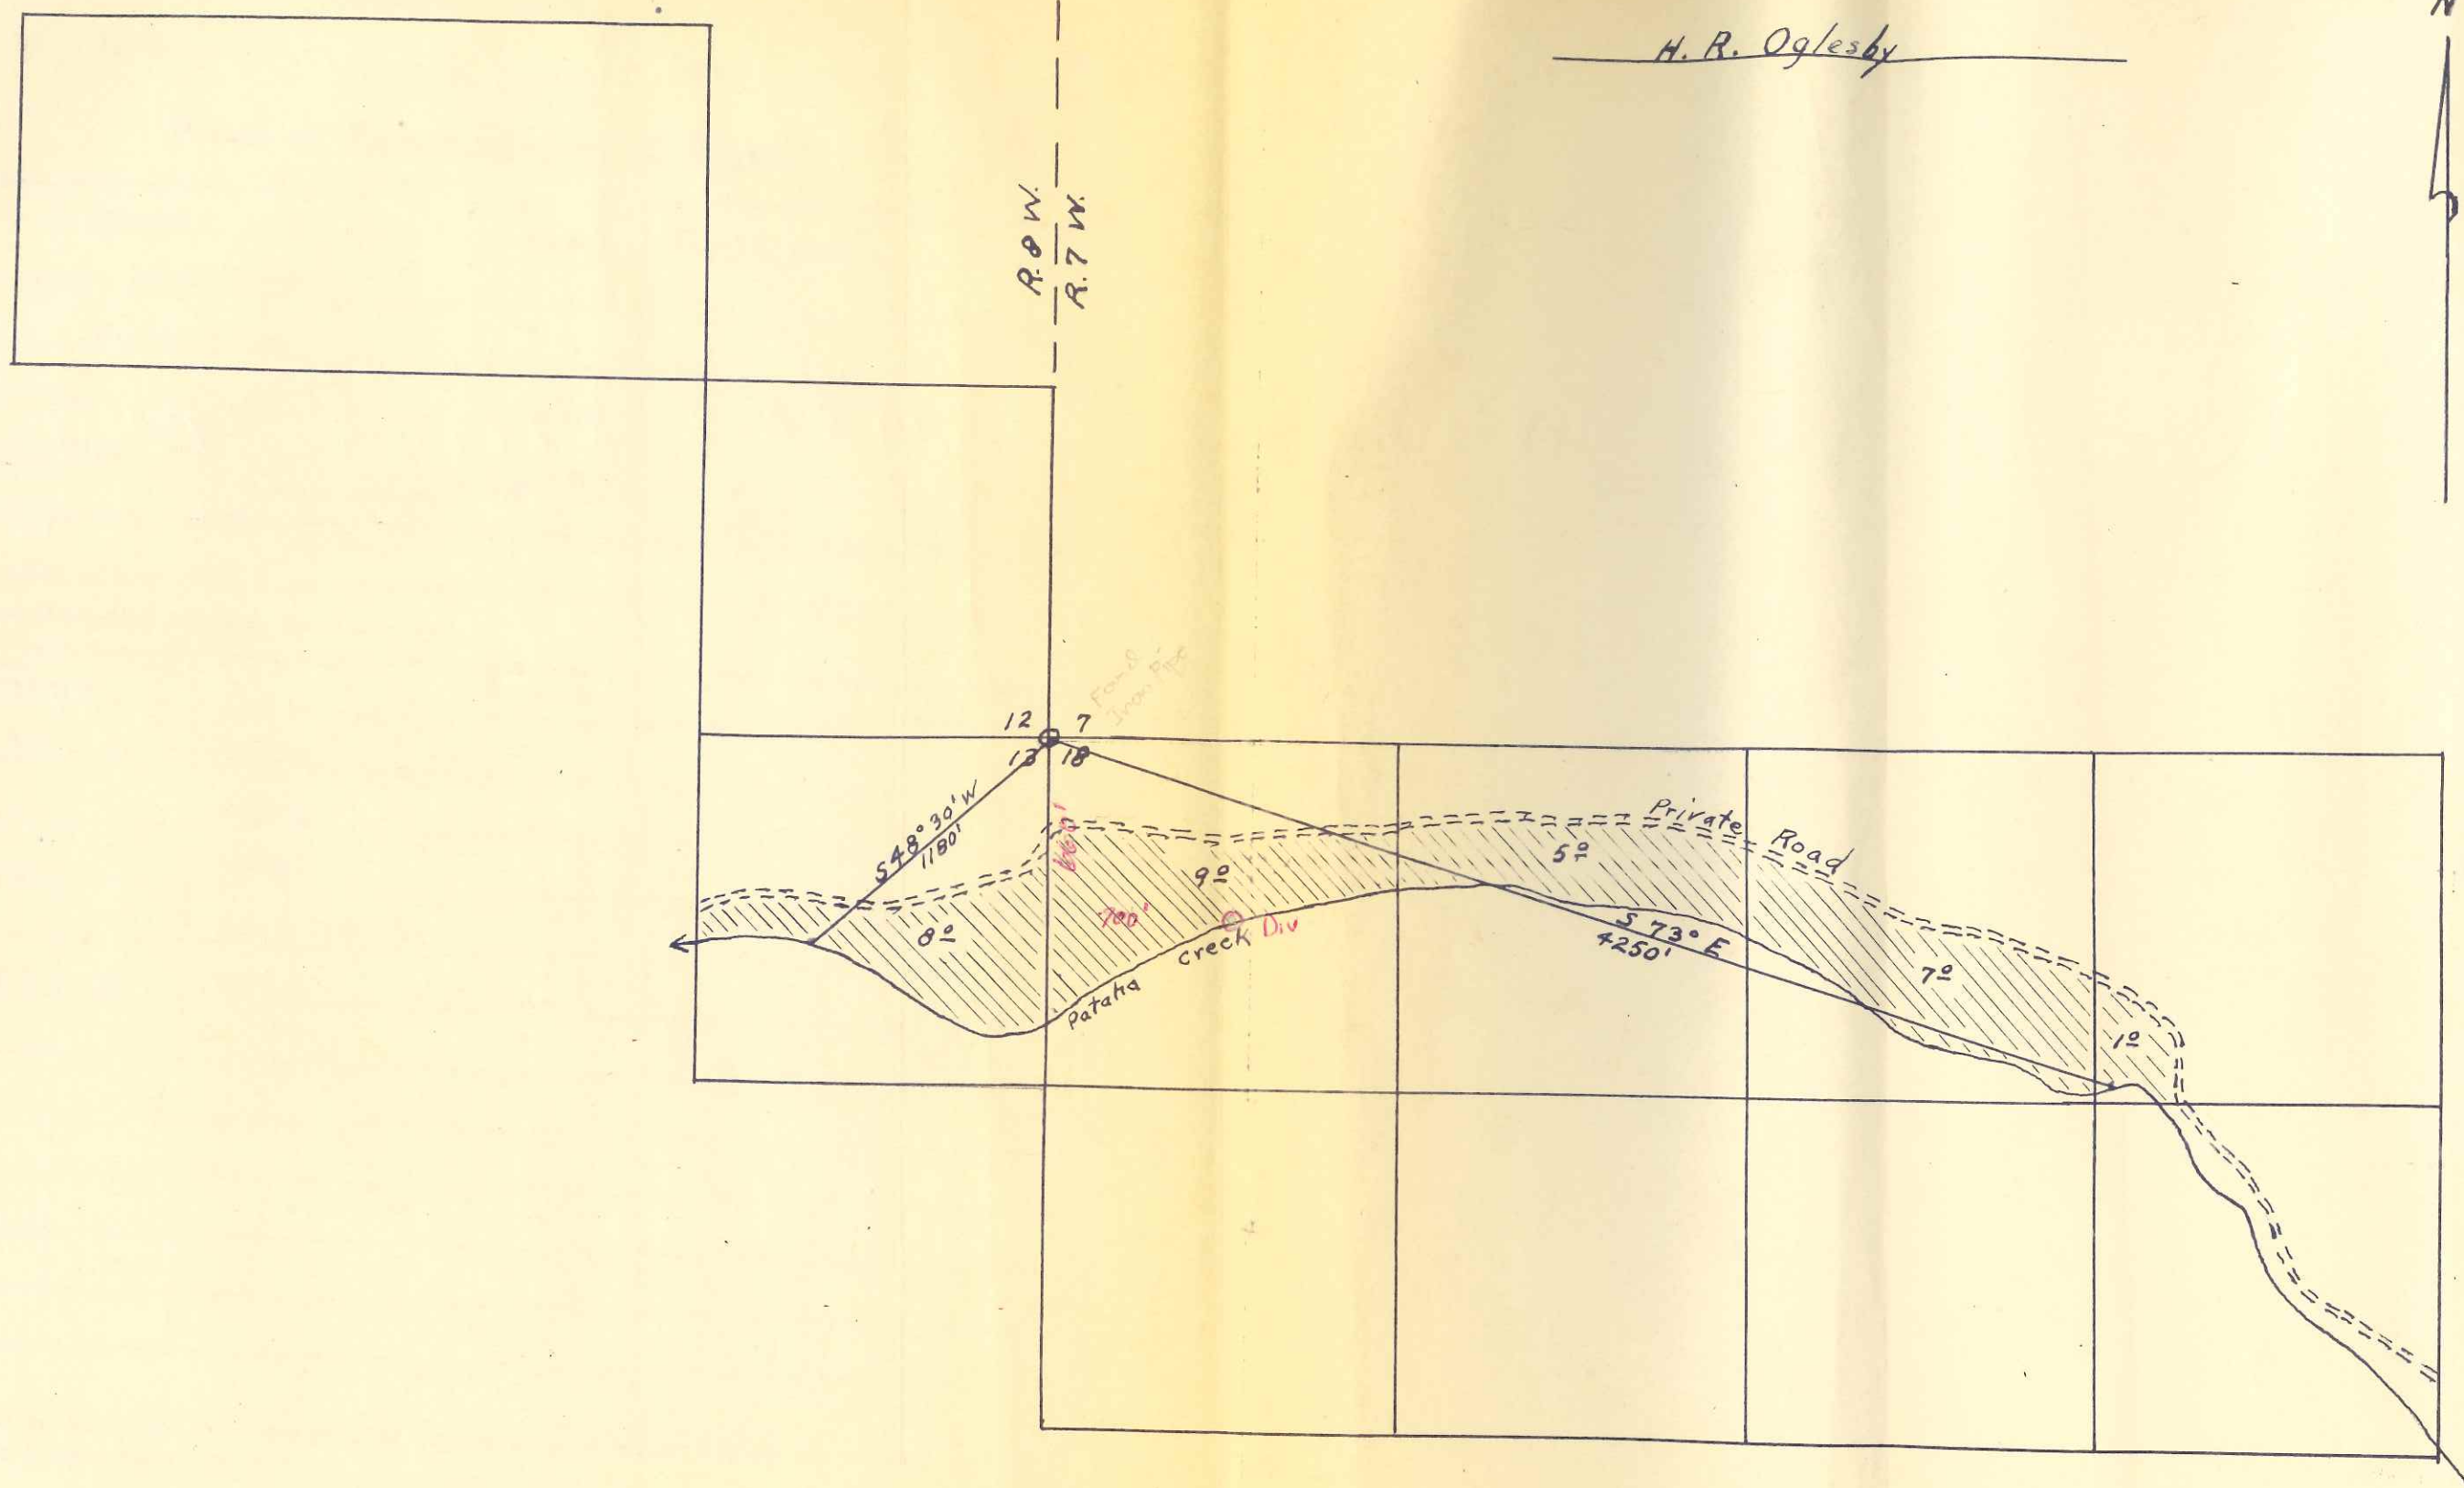 N
H. R. Oglesby
R. 8 W.
R. 7 W.
Found
Iron Pipe
12 7
13 18
S 48° 30' W
1180'
660'
Private Road
5º
9º
700'
8º
Div
Pataha Creek
S 73° E
4250'
7º
1º